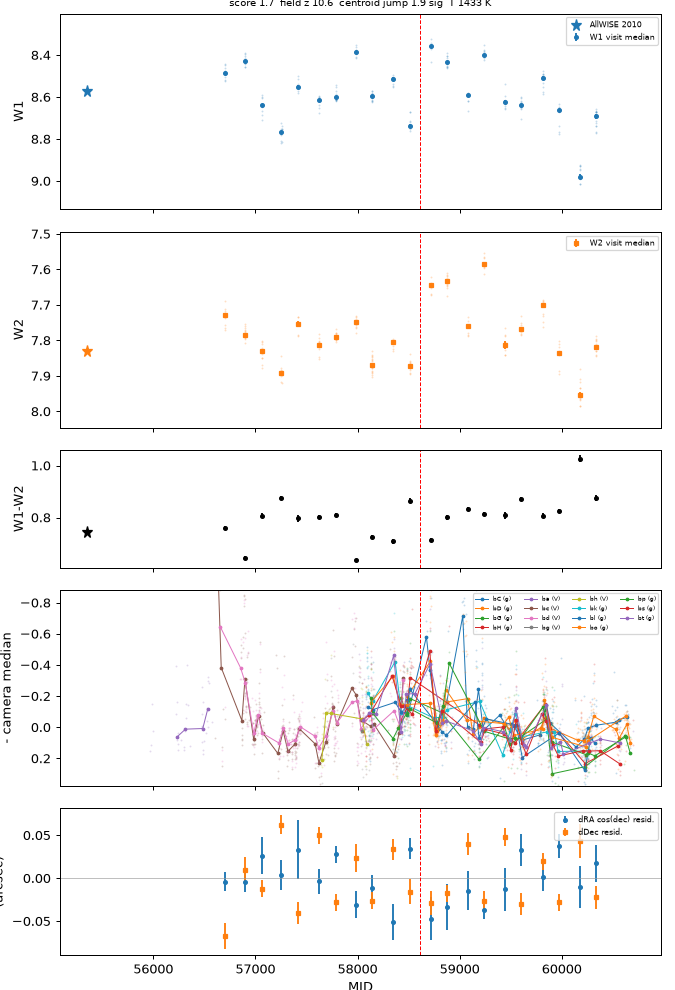 score 1.7 field z 10.6 centroid jump 1.9 sig T 1433 K
AllWISE 2010
W1 visit median
W1
8.4
8.6
8.8
9.0
W2 visit median
W2
7.5
7.6
7.7
7.8
7.9
8.0
W1-W2
1.0
0.8
- camera median
−0.8
−0.6
−0.4
−0.2
0.0
0.2
bC (g)
bD (g)
bG (g)
bH (g)
ba (V)
bc (V)
bd (V)
bg (V)
bh (V)
bk (g)
bl (g)
bo (g)
bp (g)
bs (g)
bt (g)
dRA cos(dec) resid.
dDec resid.
(arcsec)
0.05
0.00
−0.05
56000
57000
58000
59000
60000
MJD